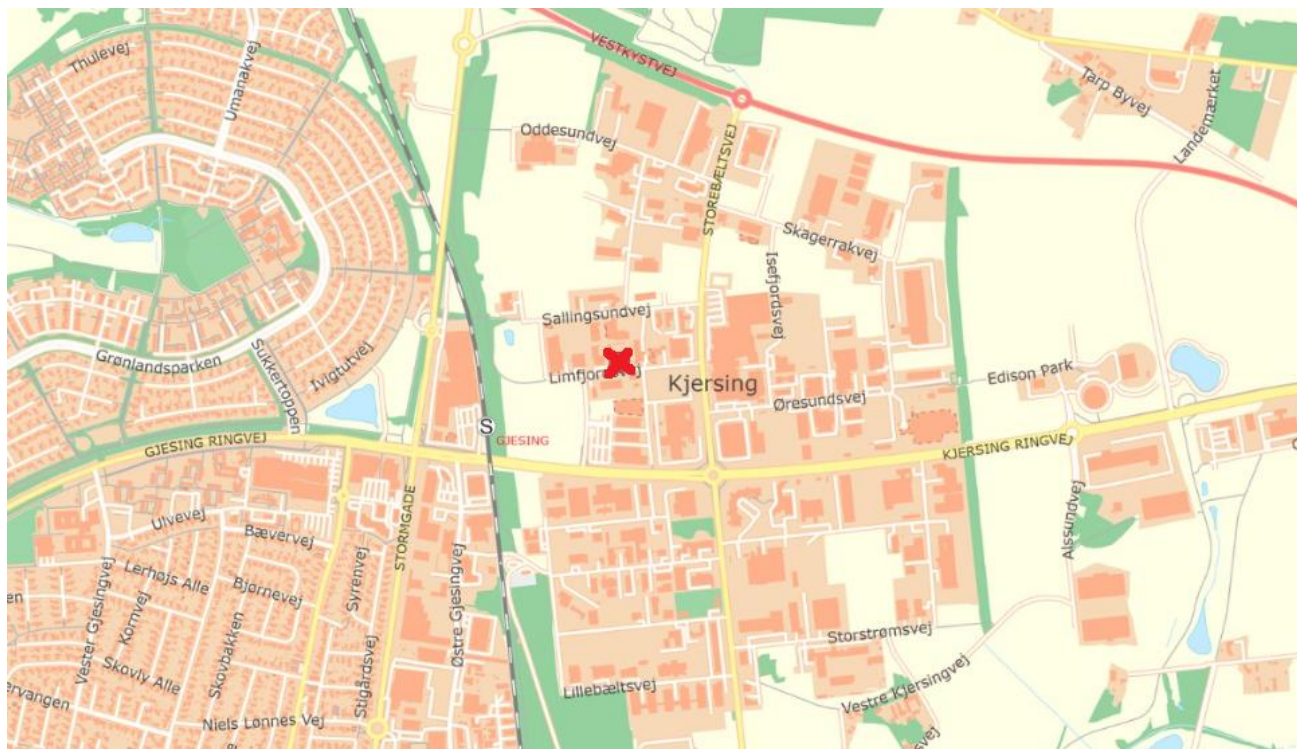 Thulevej
Umanakvej
VESTKYSTVEJ
Tarp Byvej
Landemærket
Oddesundvej
STOREBÆLTSVEJ
Skagerrakvej
Isefjordsvej
Sallingsundvej
Grønlandsparken
Sukkertoppen
Ivigtutvej
Kjersing
Edison Park
Øresundsvej
S
GJESING
GJESING RINGVEJ
KJERSING RINGVEJ
STORMGADE
Ulvevej
Bævervej
Alssundvej
Lerhøjs Alle
Bjørnevej
Syrenvej
Østre Gjesingvej
Vester Gjesingvej
Kornvej
Skovbakken
Storstrømsvej
Skovly Alle
Stigårdsvej
Lillebæltsvej
Vestre Kjersingvej
Niels Lønnes Vej